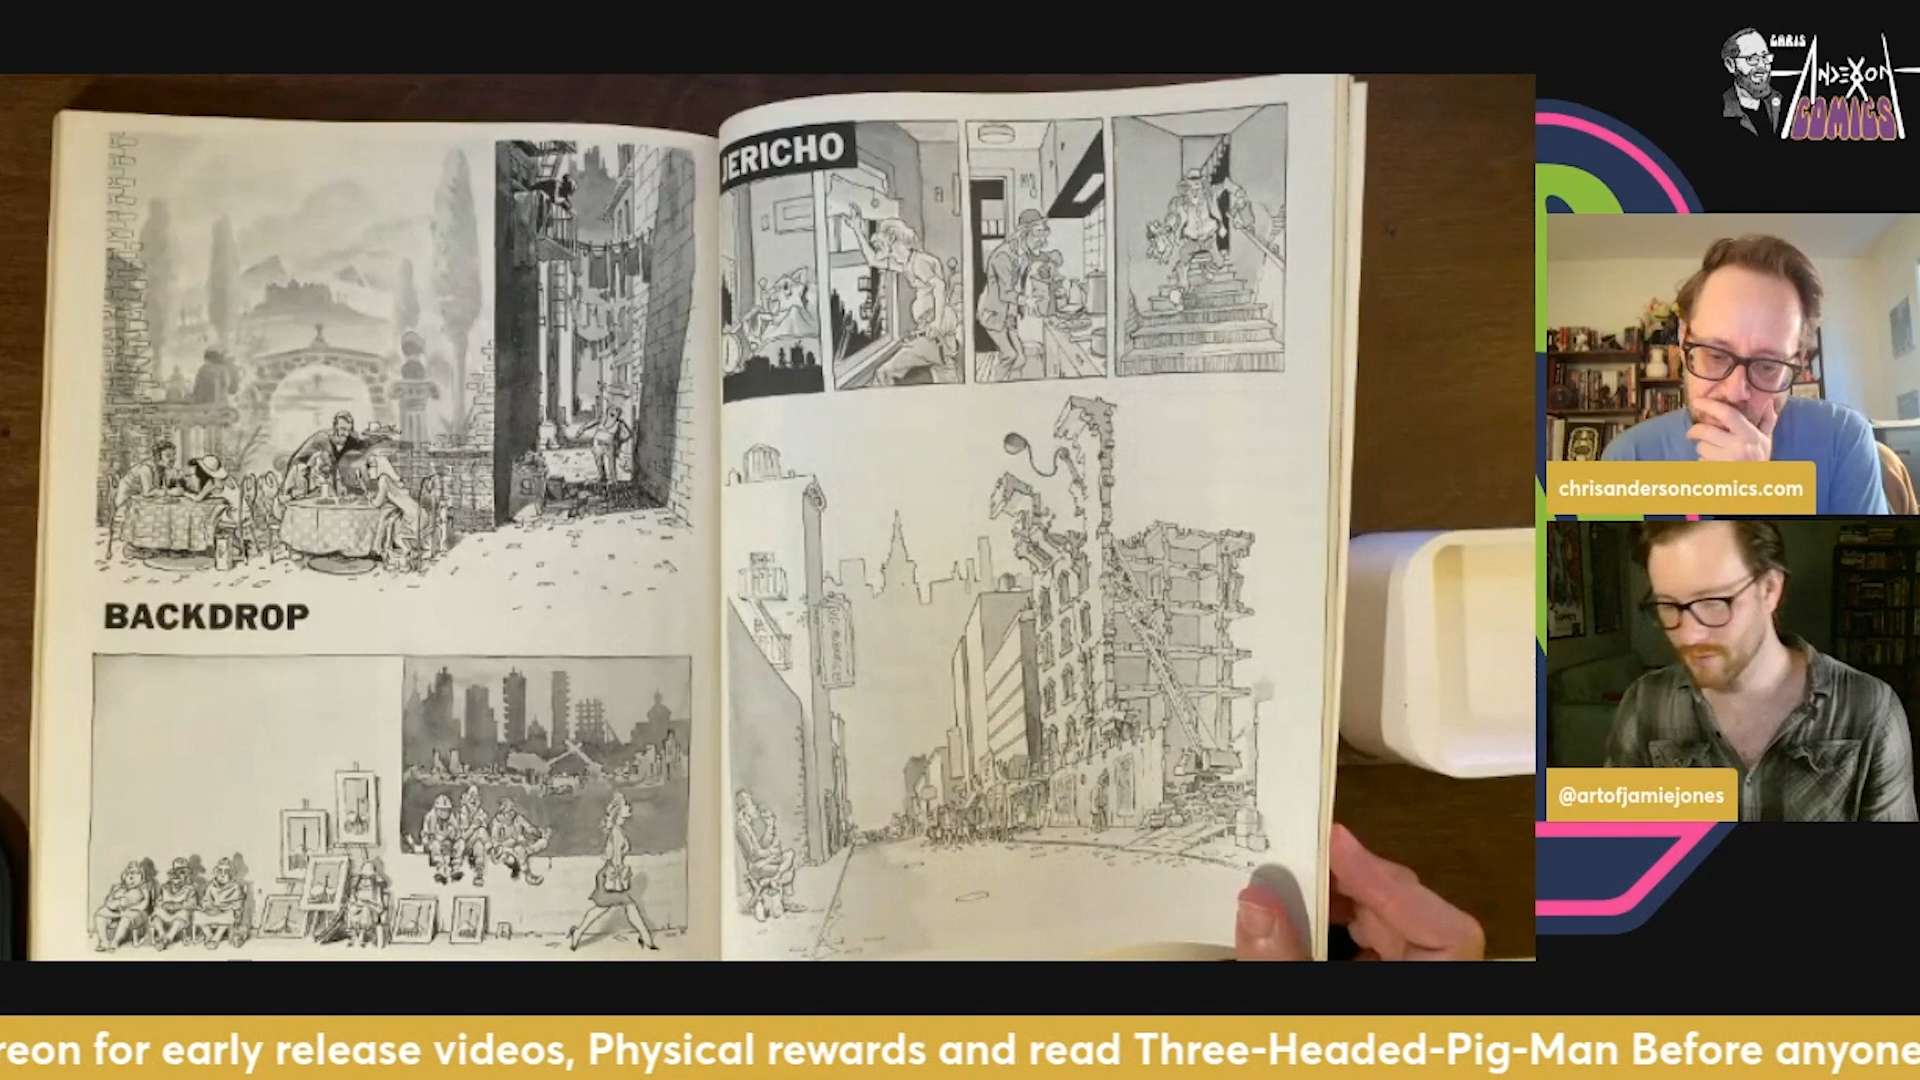 CHRIS
ANDERSON
COMICS
JERICHO
BACKDROP
chrisandersoncomics.com
@artofjamiejones
reon for early release videos, Physical rewards and read Three-Headed-Pig-Man Before anyone